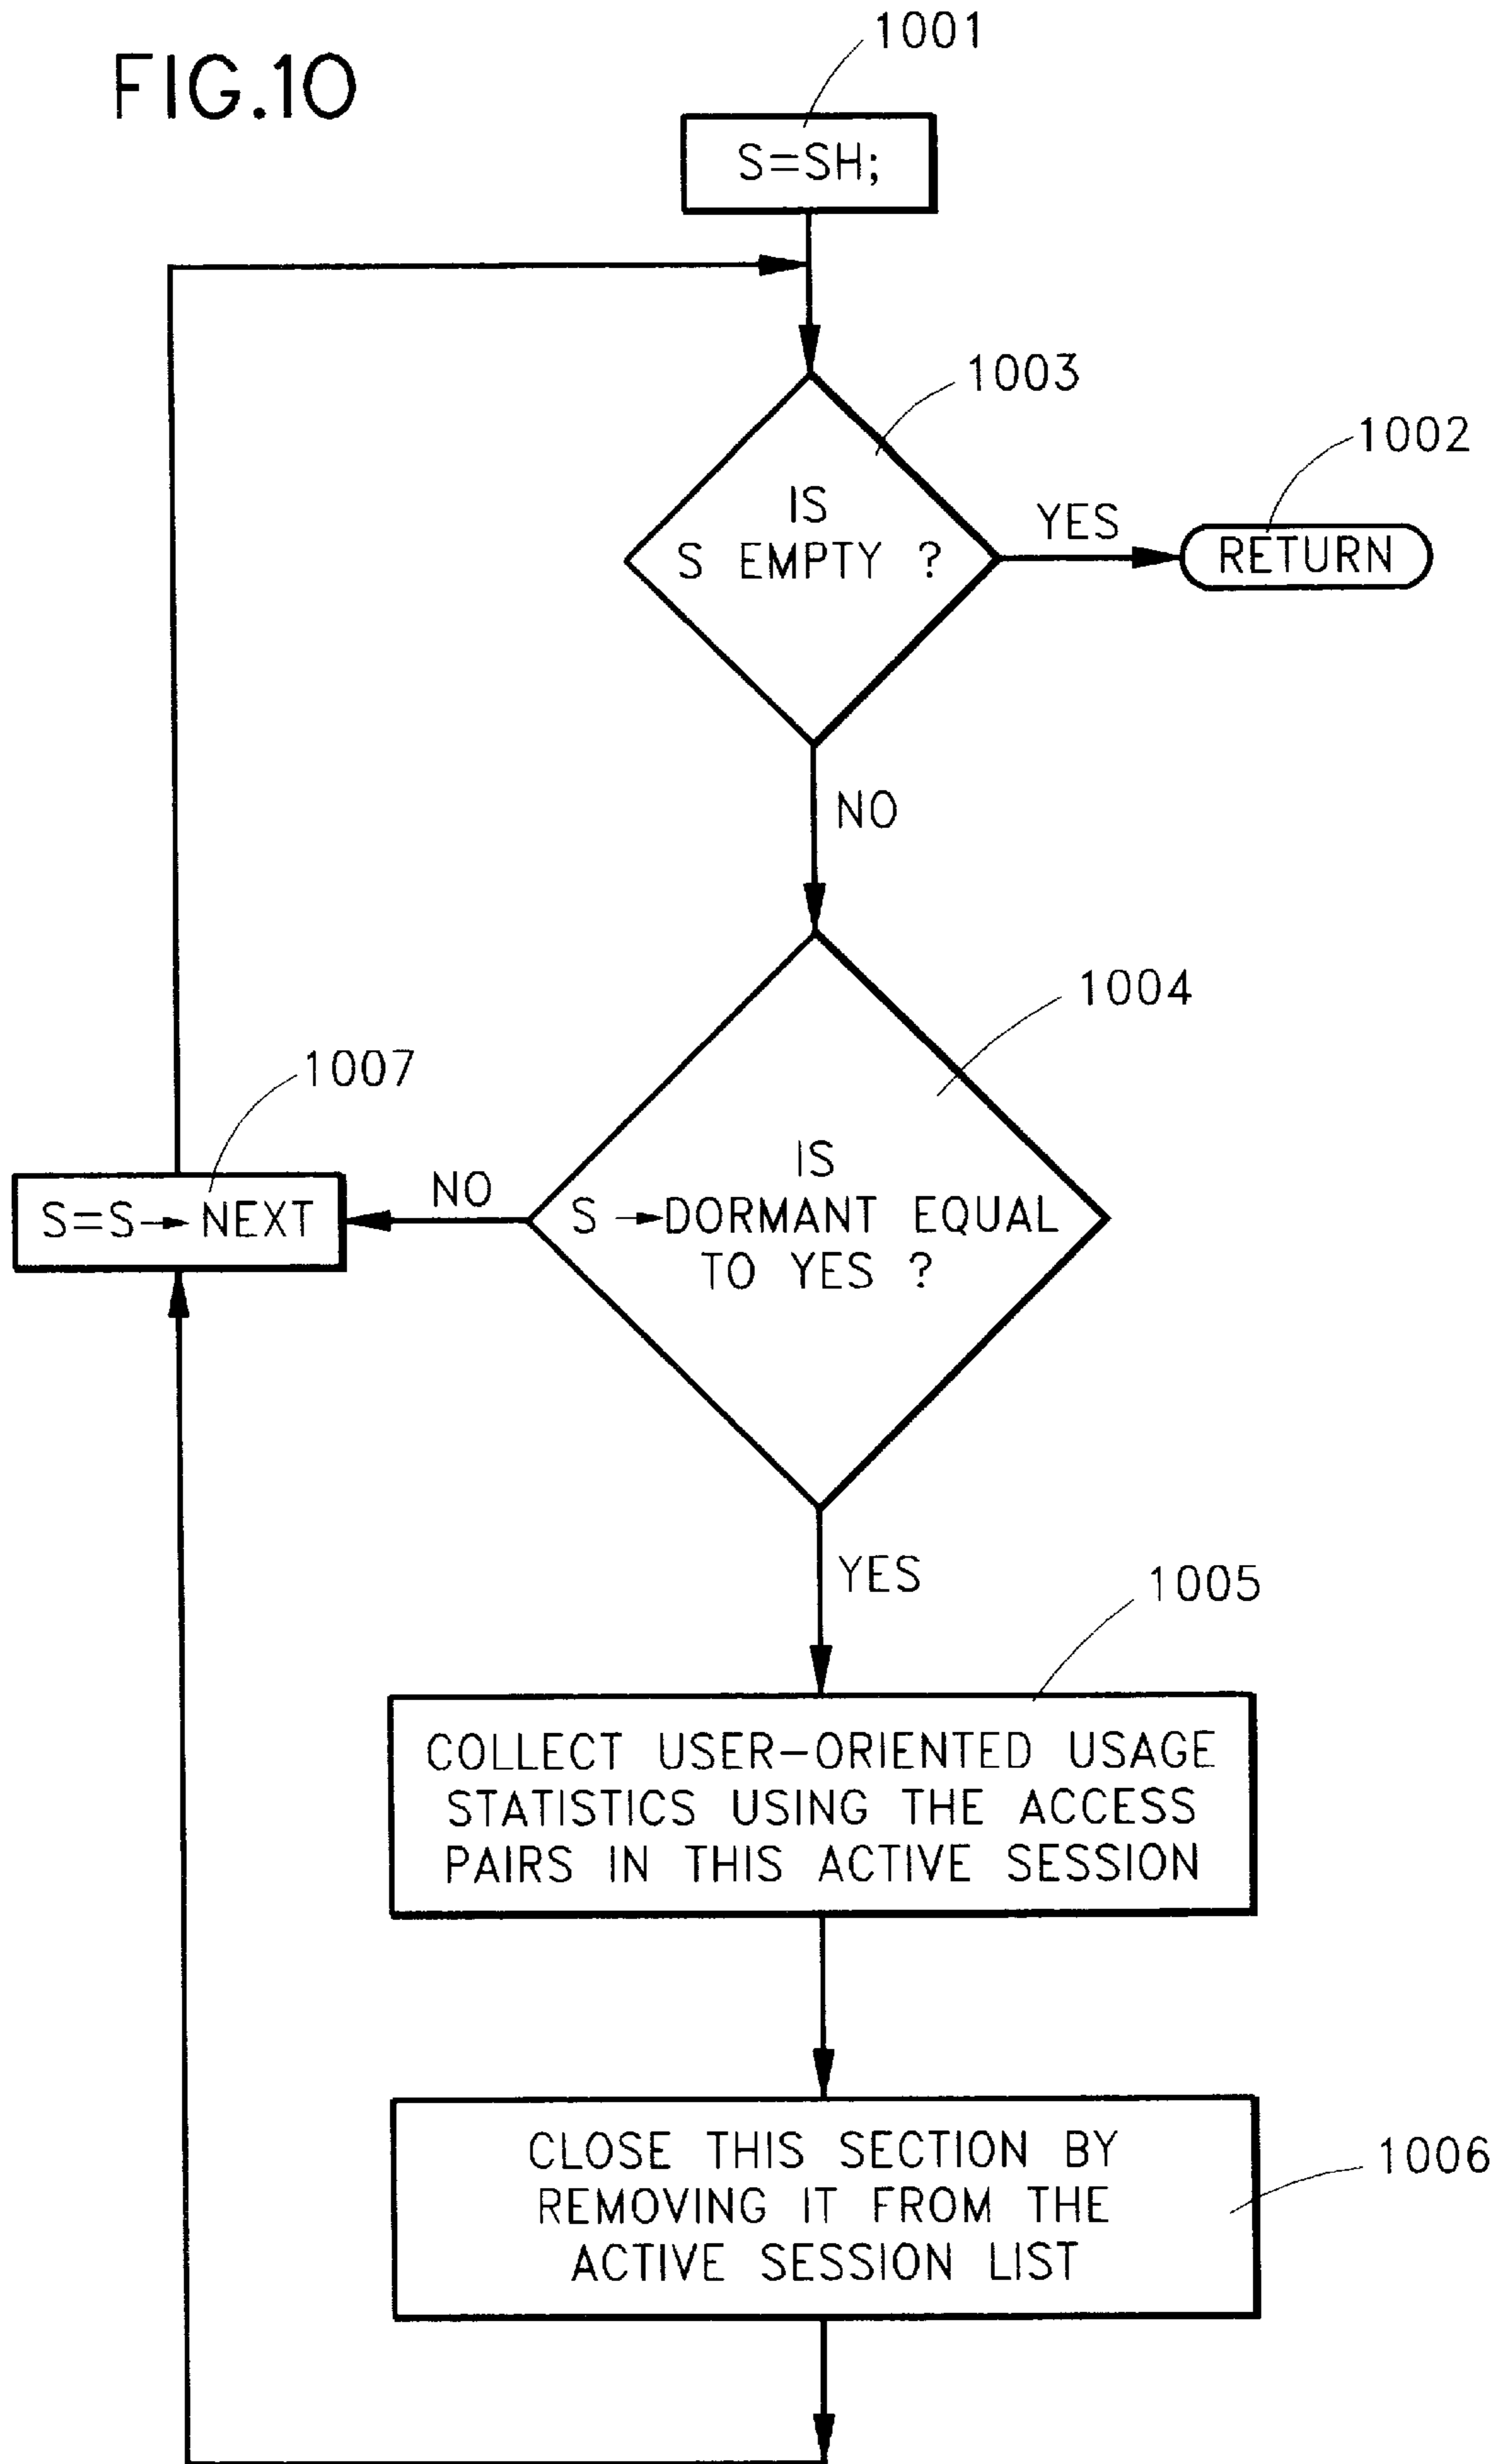 FIG.10
1001
S=SH;
1003
1002
IS
S EMPTY ?
YES
RETURN
NO
1004
1007
IS
S→DORMANT EQUAL
TO YES ?
NO
S=S→NEXT
YES
1005
COLLECT USER-ORIENTED USAGE
STATISTICS USING THE ACCESS
PAIRS IN THIS ACTIVE SESSION
CLOSE THIS SECTION BY
REMOVING IT FROM THE
ACTIVE SESSION LIST
1006